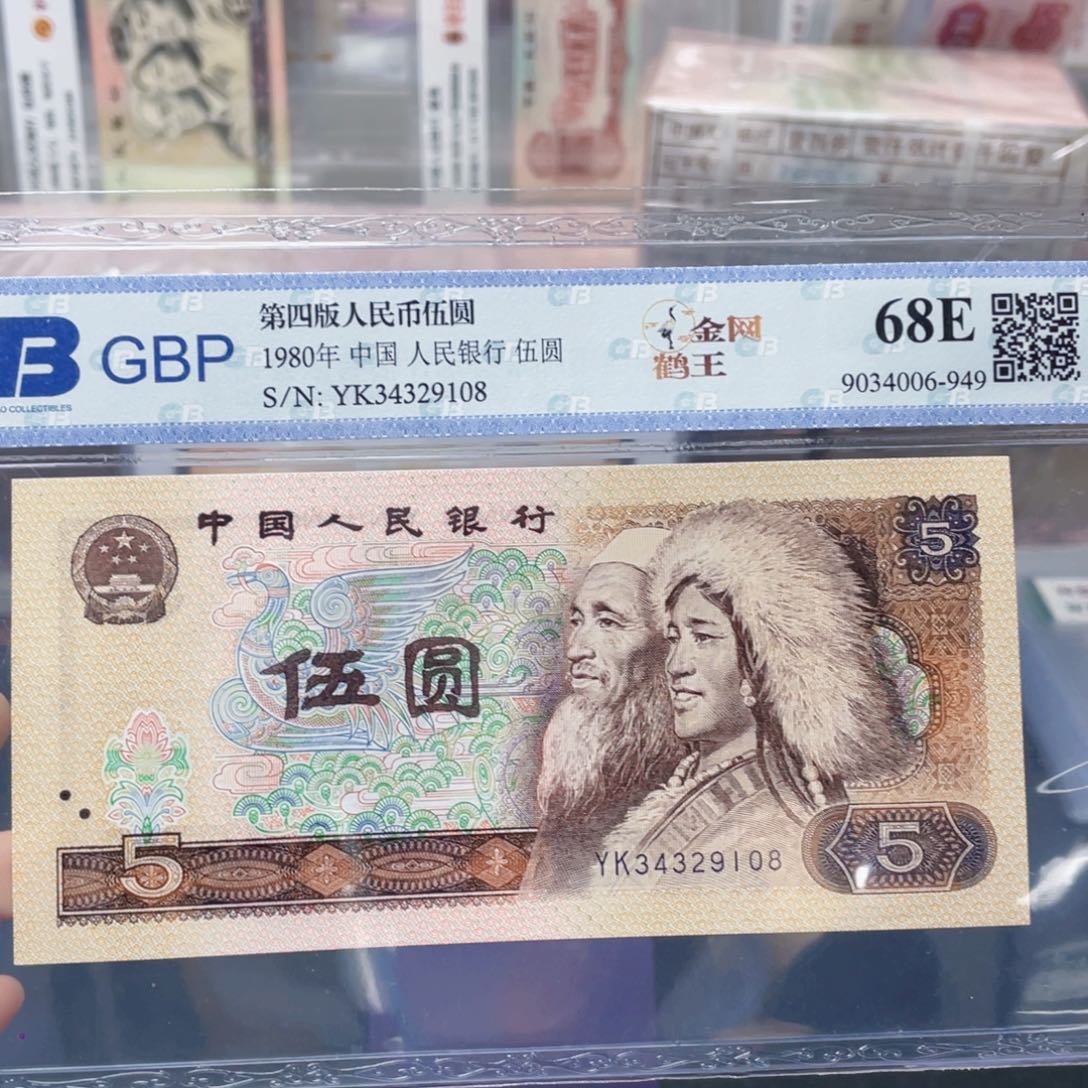 GBP
第四版人民币伍圆
1980年 中国 人民银行 伍圆
S/N: YK34329108
金网
鹤王
68E
9034006-949
O COLLECTIBLES
中国人民银行
5
伍圆
5
YK34329108
5